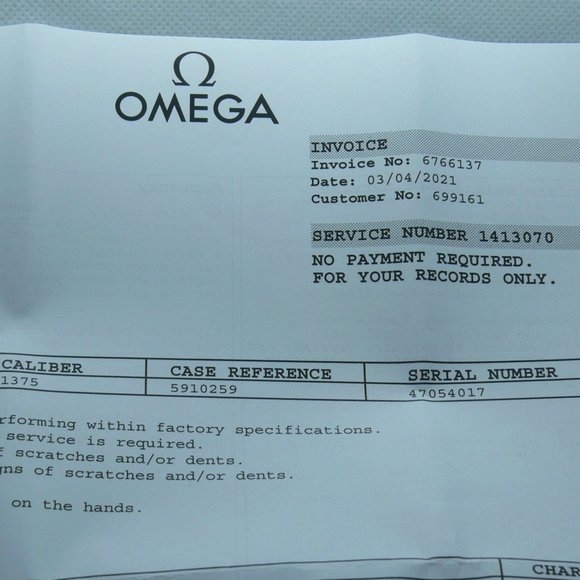 Ω
OMEGA
INVOICE
Invoice No: 6766137
Date: 03/04/2021
Customer No: 699161
SERVICE NUMBER 1413070
NO PAYMENT REQUIRED.
FOR YOUR RECORDS ONLY.
CALIBER CASE REFERENCE SERIAL NUMBER
1375 5910259 47054017
rforming within factory specifications.
service is required.
f scratches and/or dents.
gns of scratches and/or dents.
on the hands.
CHAR